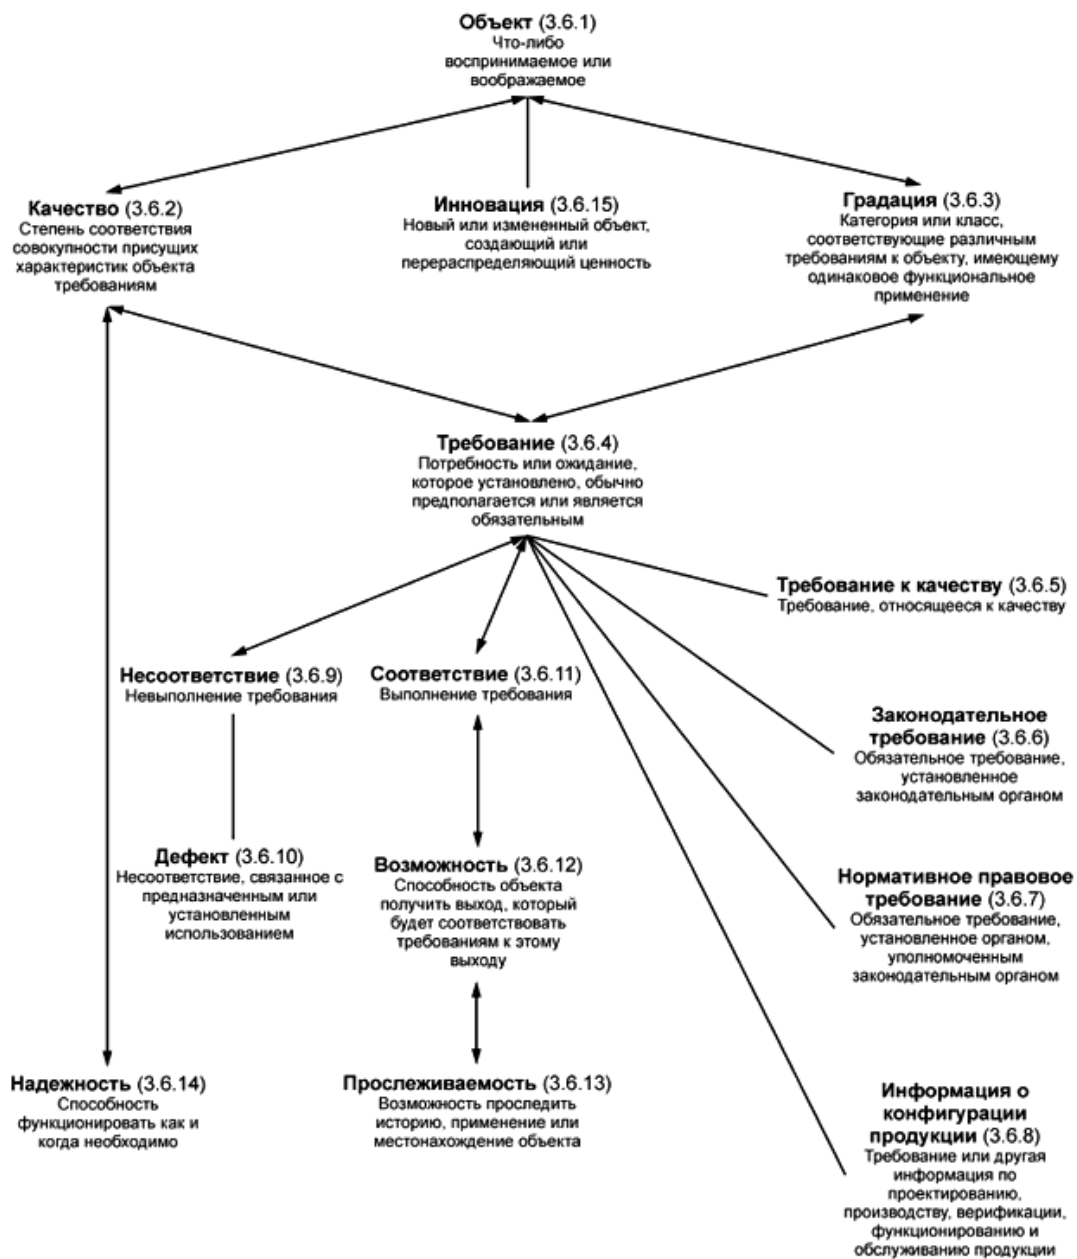 Объект (3.6.1)
Что-либо
воспринимаемое или
воображаемое
Качество (3.6.2)
Степень соответствия
совокупности присущих
характеристик объекта
требованиям
Инновация (3.6.15)
Новый или измененный объект,
создающий или
перераспределяющий ценность
Градация (3.6.3)
Категория или класс,
соответствующие различным
требованиям к объекту, имеющему
одинаковое функциональное
применение
Требование (3.6.4)
Потребность или ожидание,
которое установлено, обычно
предполагается или является
обязательным
Требование к качеству (3.6.5)
Требование, относящееся к качеству
Несоответствие (3.6.9)
Невыполнение требования
Соответствие (3.6.11)
Выполнение требования
Законодательное
требование (3.6.6)
Обязательное требование,
установленное
законодательным органом
Дефект (3.6.10)
Несоответствие, связанное с
предназначенным или
установленным
использованием
Возможность (3.6.12)
Способность объекта
получить выход, который
будет соответствовать
требованиям к этому
выходу
Нормативное правовое
требование (3.6.7)
Обязательное требование,
установленное органом,
уполномоченным
законодательным органом
Надежность (3.6.14)
Способность
функционировать как и
когда необходимо
Прослеживаемость (3.6.13)
Возможность проследить
историю, применение или
местонахождение объекта
Информация о
конфигурации
продукции (3.6.8)
Требование или другая
информация по
проектированию,
производству, верификации,
функционированию и
обслуживанию продукции